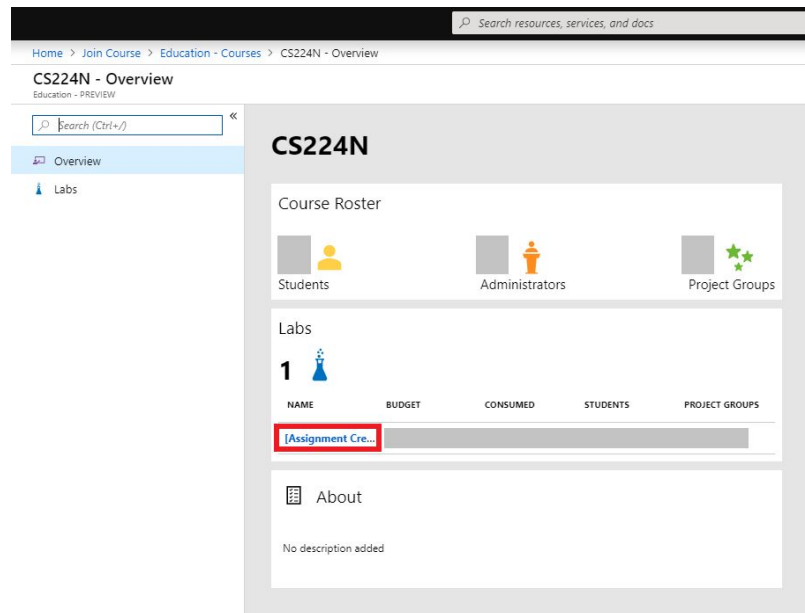 Search resources, services, and docs
Home > Join Course > Education - Courses > CS224N - Overview
CS224N - Overview
Education - PREVIEW
Search (Ctrl+/)
«
Overview
Labs
CS224N
Course Roster
Students Administrators Project Groups
Labs
1
NAME BUDGET CONSUMED STUDENTS PROJECT GROUPS
[Assignment Cre...
About
No description added